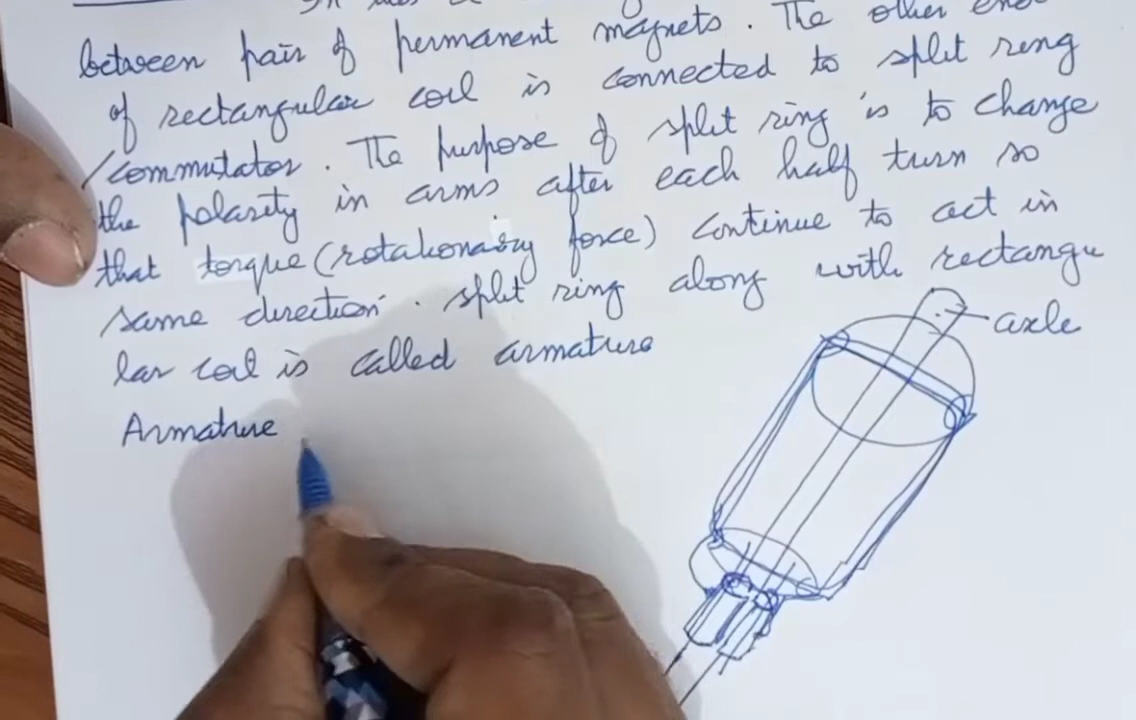 between pair of permanent magnets. The other end
of rectangular coil is connected to split reng
/commutator. The purpose of split ring is to change
the polarity in arms after each half turn so
that torque (rotationary force) continue to act in
same direction. split ring along with rectangu
lar coil is called armature
axle
Armature